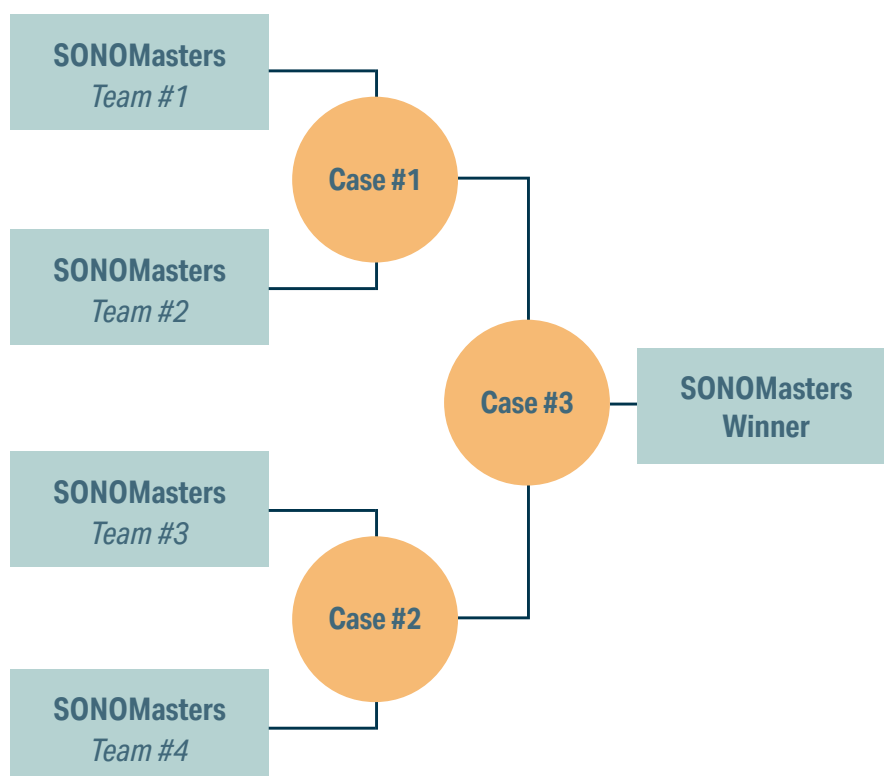 SONOMasters
Team #1
Case #1
SONOMasters
Team #2
Case #3
SONOMasters
Winner
SONOMasters
Team #3
Case #2
SONOMasters
Team #4